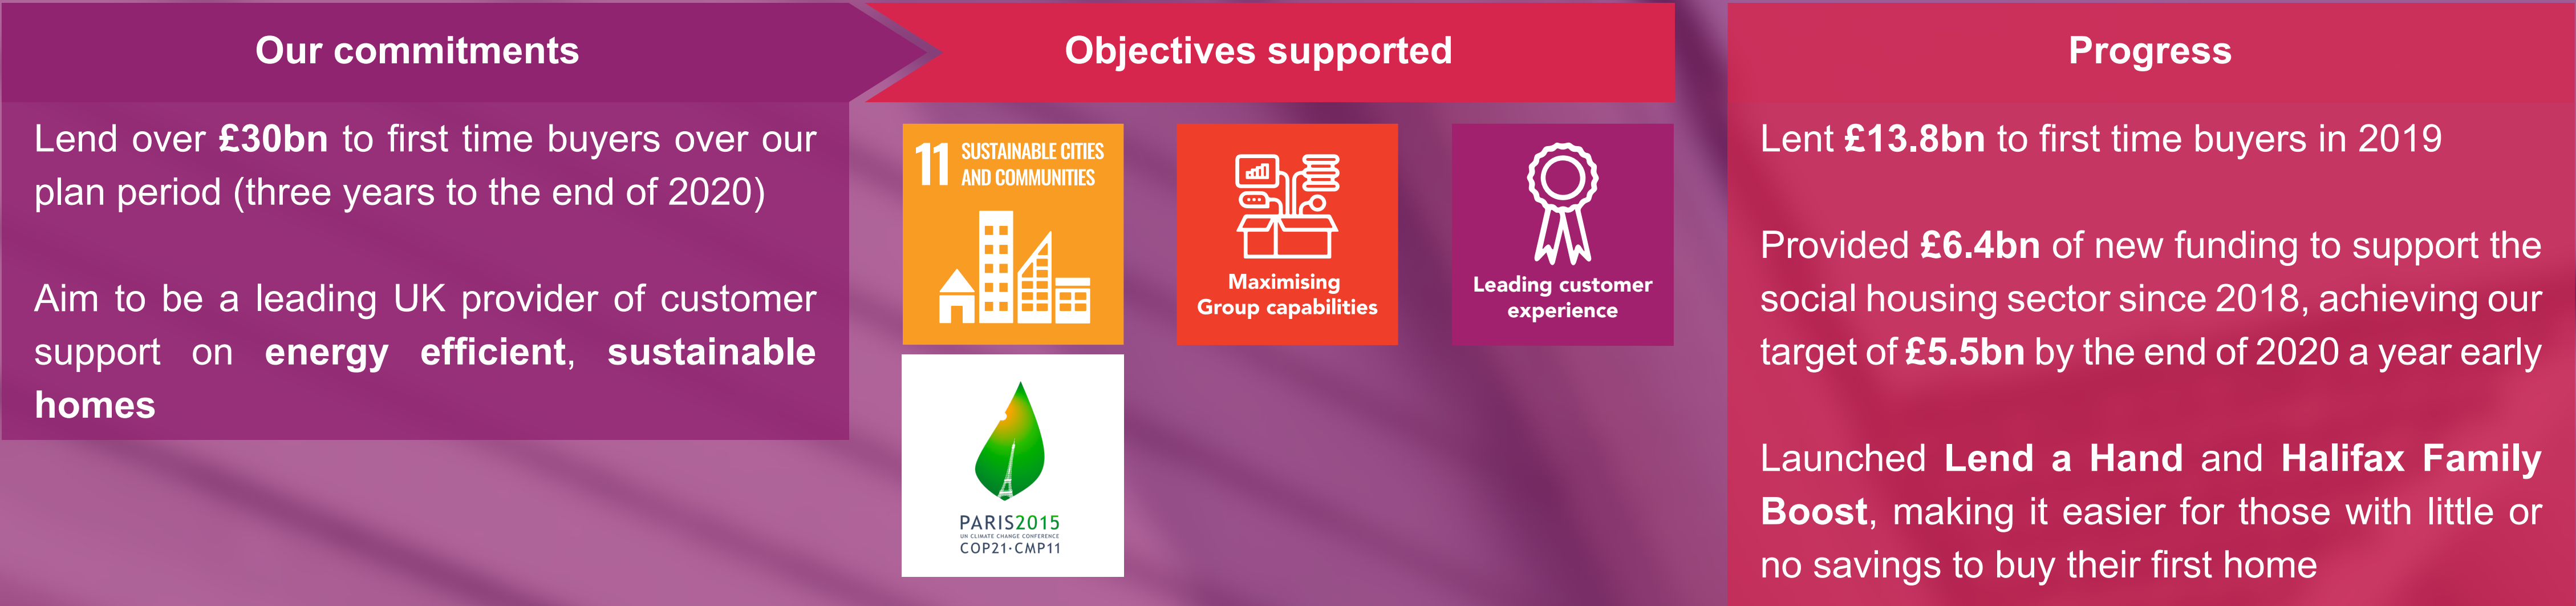 Our commitments
Lend over £30bn to first time buyers over our
plan period (three years to the end of 2020)
Aim to be a leading UK provider of customer
support on energy efficient, sustainable
homes
Objectives supported
11 SUSTAINABLE CITIES
AND COMMUNITIES
Maximising
Group capabilities
Leading customer
experience
PARIS2015
UN CLIMATE CHANGE CONFERENCE
COP21·CMP11
Progress
Lent £13.8bn to first time buyers in 2019
Provided £6.4bn of new funding to support the
social housing sector since 2018, achieving our
target of £5.5bn by the end of 2020 a year early
Launched Lend a Hand and Halifax Family
Boost, making it easier for those with little or
no savings to buy their first home